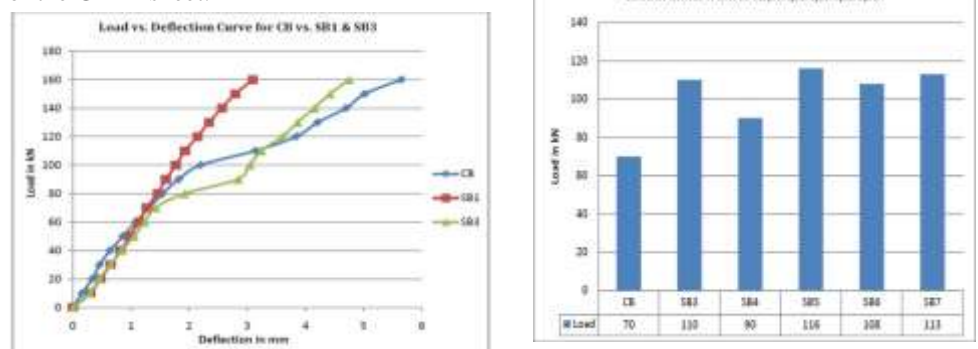 Load vs. Deflection Curve for CB vs. SB1 & SB3
Load in kN
180
160
140
120
100
80
60
40
20
0
0 1 2 3 4 5 6
Deflection in mm
CB
SB1
SB3
Load in kN
140
120
100
80
60
40
20
0
CB SB3 SB4 SB5 SB6 SB7
Load 70 110 90 116 108 113